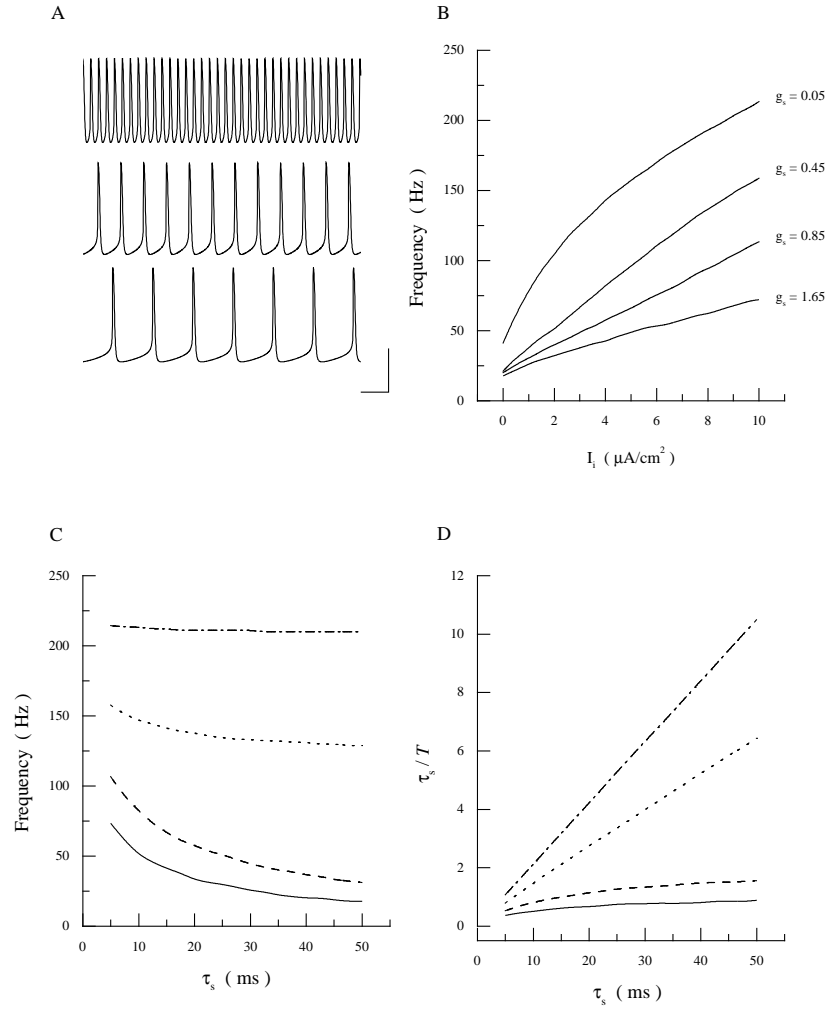 A
B
250
200
150
100
50
0
Frequency ( Hz )
0 2 4 6 8 10
I_i ( µA/cm² )
g_s = 0.05
g_s = 0.45
g_s = 0.85
g_s = 1.65
C
D
250
200
150
100
50
0
Frequency ( Hz )
0 10 20 30 40 50
τ_s ( ms )
12
10
8
6
4
2
0
τ_s / T
0 10 20 30 40 50
τ_s ( ms )